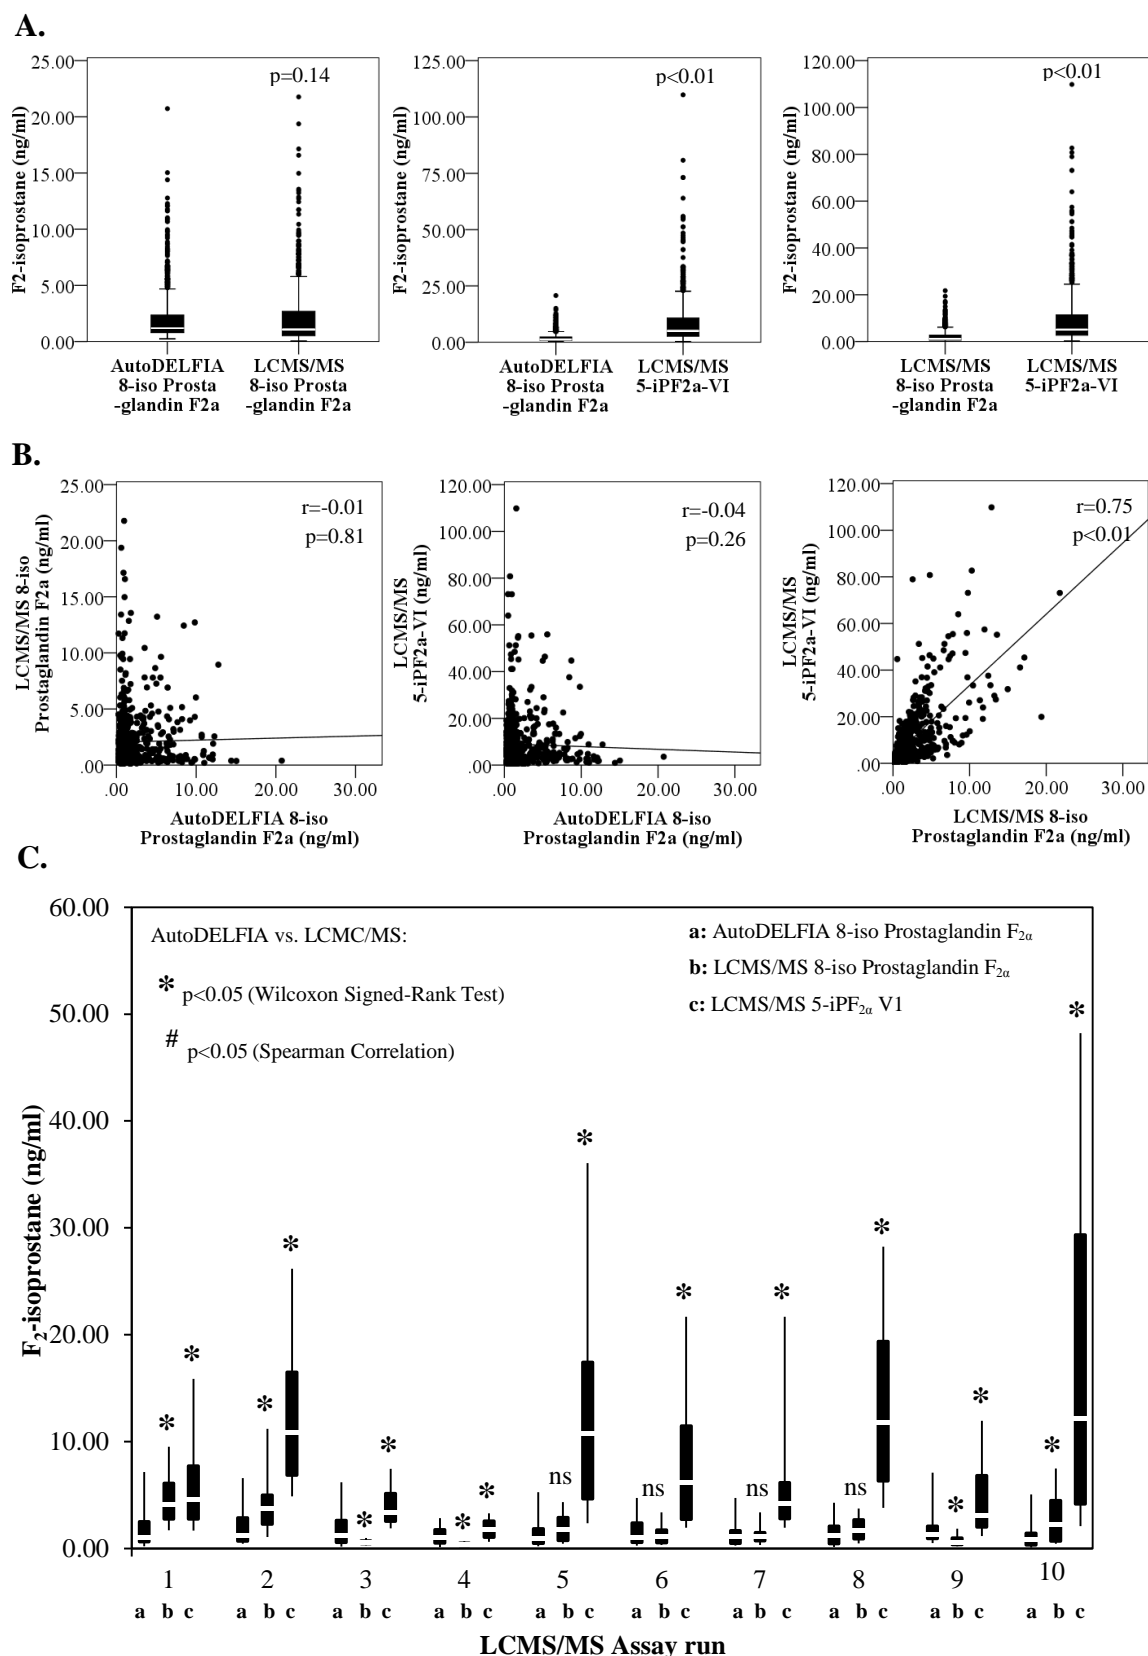 A.
25.00
20.00
15.00
10.00
5.00
0.00
F2-isoprostane (ng/ml)
p=0.14
AutoDELFIA
8-iso Prosta
-glandin F2a
LCMS/MS
8-iso Prosta
-glandin F2a
125.00
100.00
75.00
50.00
25.00
0.00
F2-isoprostane (ng/ml)
p<0.01
AutoDELFIA
8-iso Prosta
-glandin F2a
LCMS/MS
5-iPF2a-VI
120.00
100.00
80.00
60.00
40.00
20.00
0.00
F2-isoprostane (ng/ml)
p<0.01
LCMS/MS
8-iso Prosta
-glandin F2a
LCMS/MS
5-iPF2a-VI
B.
25.00
20.00
15.00
10.00
5.00
.00
LCMS/MS 8-iso
Prostaglandin F2a (ng/ml)
r=-0.01
p=0.81
.00 10.00 20.00 30.00
AutoDELFIA 8-iso
Prostaglandin F2a (ng/ml)
120.00
100.00
80.00
60.00
40.00
20.00
.00
LCMS/MS
5-iPF2a-VI (ng/ml)
r=-0.04
p=0.26
.00 10.00 20.00 30.00
AutoDELFIA 8-iso
Prostaglandin F2a (ng/ml)
120.00
100.00
80.00
60.00
40.00
20.00
.00
LCMS/MS
5-iPF2a-VI (ng/ml)
r=0.75
p<0.01
.00 10.00 20.00 30.00
LCMS/MS 8-iso
Prostaglandin F2a (ng/ml)
C.
60.00
50.00
40.00
30.00
20.00
10.00
0.00
F₂-isoprostane (ng/ml)
AutoDELFIA vs. LCMC/MS:
* p<0.05 (Wilcoxon Signed-Rank Test)
# p<0.05 (Spearman Correlation)
a: AutoDELFIA 8-iso Prostaglandin F₂α
b: LCMS/MS 8-iso Prostaglandin F₂α
c: LCMS/MS 5-iPF₂α V1
* * * * * * * * ns * ns * ns * ns * * * * *
1 2 3 4 5 6 7 8 9 10
a b c a b c a b c a b c a b c a b c a b c a b c a b c a b c
LCMS/MS Assay run